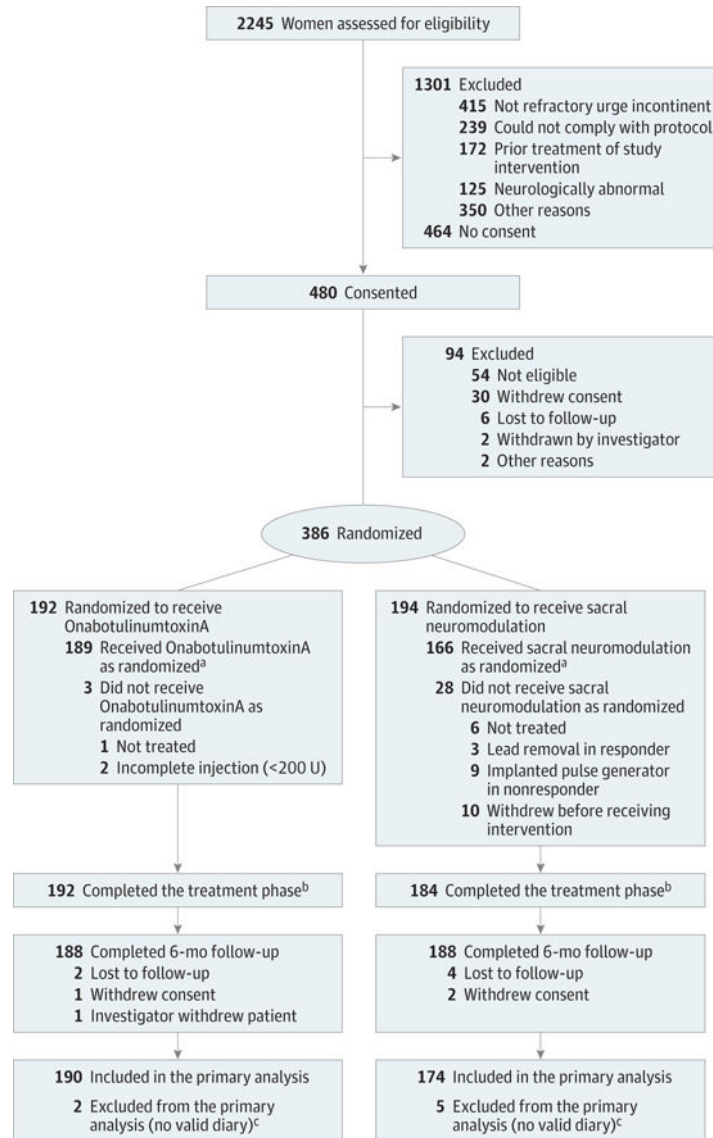 2245 Women assessed for eligibility
1301 Excluded
415 Not refractory urge incontinent
239 Could not comply with protocol
172 Prior treatment of study
intervention
125 Neurologically abnormal
350 Other reasons
464 No consent
480 Consented
94 Excluded
54 Not eligible
30 Withdrew consent
6 Lost to follow-up
2 Withdrawn by investigator
2 Other reasons
386 Randomized
192 Randomized to receive
OnabotulinumtoxinA
189 Received OnabotulinumtoxinA
as randomizedᵃ
3 Did not receive
OnabotulinumtoxinA as
randomized
1 Not treated
2 Incomplete injection (<200 U)
194 Randomized to receive sacral
neuromodulation
166 Received sacral neuromodulation
as randomizedᵃ
28 Did not receive sacral
neuromodulation as randomized
6 Not treated
3 Lead removal in responder
9 Implanted pulse generator
in nonresponder
10 Withdrew before receiving
intervention
192 Completed the treatment phaseᵇ
184 Completed the treatment phaseᵇ
188 Completed 6-mo follow-up
2 Lost to follow-up
1 Withdrew consent
1 Investigator withdrew patient
188 Completed 6-mo follow-up
4 Lost to follow-up
2 Withdrew consent
190 Included in the primary analysis
2 Excluded from the primary
analysis (no valid diary)ᶜ
174 Included in the primary analysis
5 Excluded from the primary
analysis (no valid diary)ᶜ